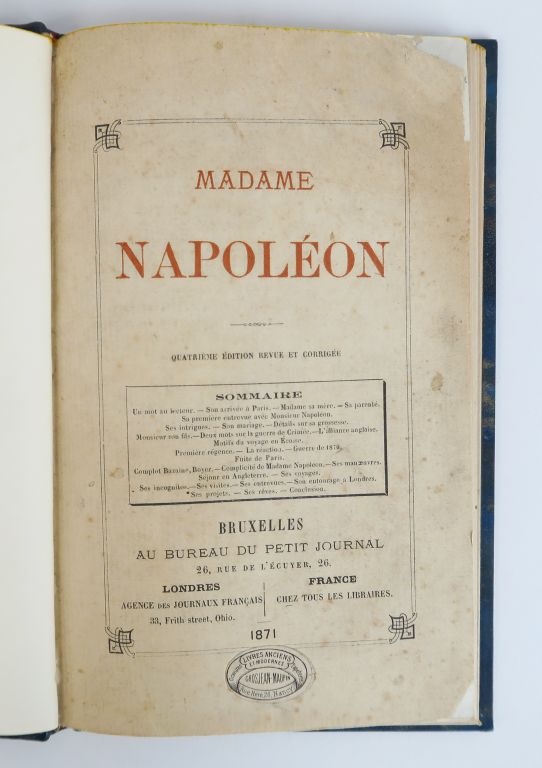 MADAME
NAPOLÉON
QUATRIÈME ÉDITION REVUE ET CORRIGÉE
SOMMAIRE
Un mot au lecteur. — Son arrivée à Paris. — Madame sa mère. — Sa parenté.
Sa première entrevue avec Monsieur Napoléon.
Ses intrigues. — Son mariage. — Détails sur sa grossesse.
Monsieur son fils. — Deux mots sur la guerre de Crimée. — L'alliance anglaise.
Motifs du voyage en Écosse.
Première régence. — La réaction. — Guerre de 1870.
Fuite de Paris.
Complot Bazaine, Boyer. — Complicité de Madame Napoléon. — Ses manœuvres.
Séjour en Angleterre. — Ses voyages.
Ses incognitos. — Ses visites. — Ses entrevues. — Son entourage à Londres.
Ses projets. — Ses rêves. — Conclusion.
BRUXELLES
AU BUREAU DU PETIT JOURNAL
26, RUE DE L'ÉCUYER, 26.
LONDRES
AGENCE DES JOURNAUX FRANÇAIS
33, Frith street, Ohio.
FRANCE
CHEZ TOUS LES LIBRAIRES.
1871
LIVRES ANCIENS
ET MODERNES
GROSJEAN-MAUPIN
Rue Héré, 20, Nancy